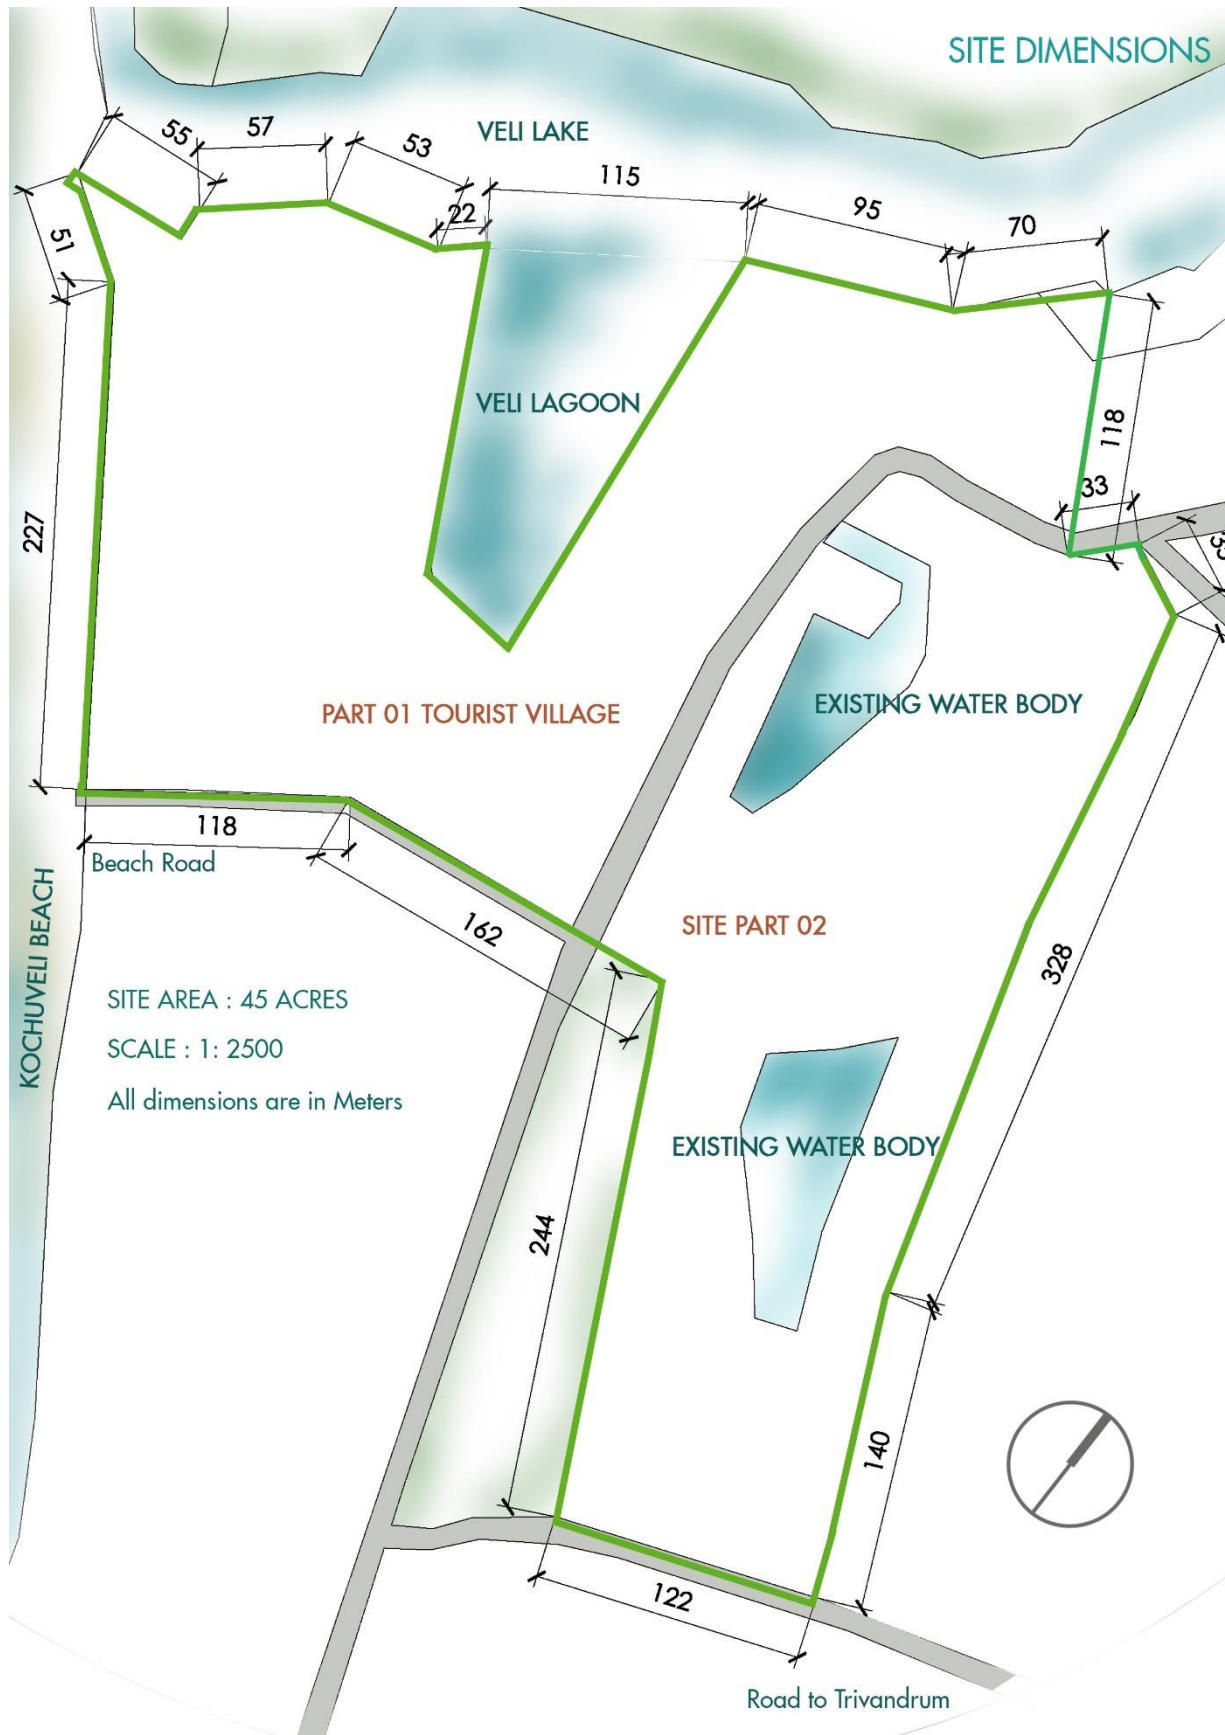 SITE DIMENSIONS
55
57
53
VELI LAKE
115
22
95
70
51
VELI LAGOON
118
33
227
PART 01 TOURIST VILLAGE
EXISTING WATER BODY
118
Beach Road
162
SITE PART 02
328
KOCHUVELI BEACH
SITE AREA : 45 ACRES
SCALE : 1: 2500
All dimensions are in Meters
EXISTING WATER BODY
244
140
122
Road to Trivandrum